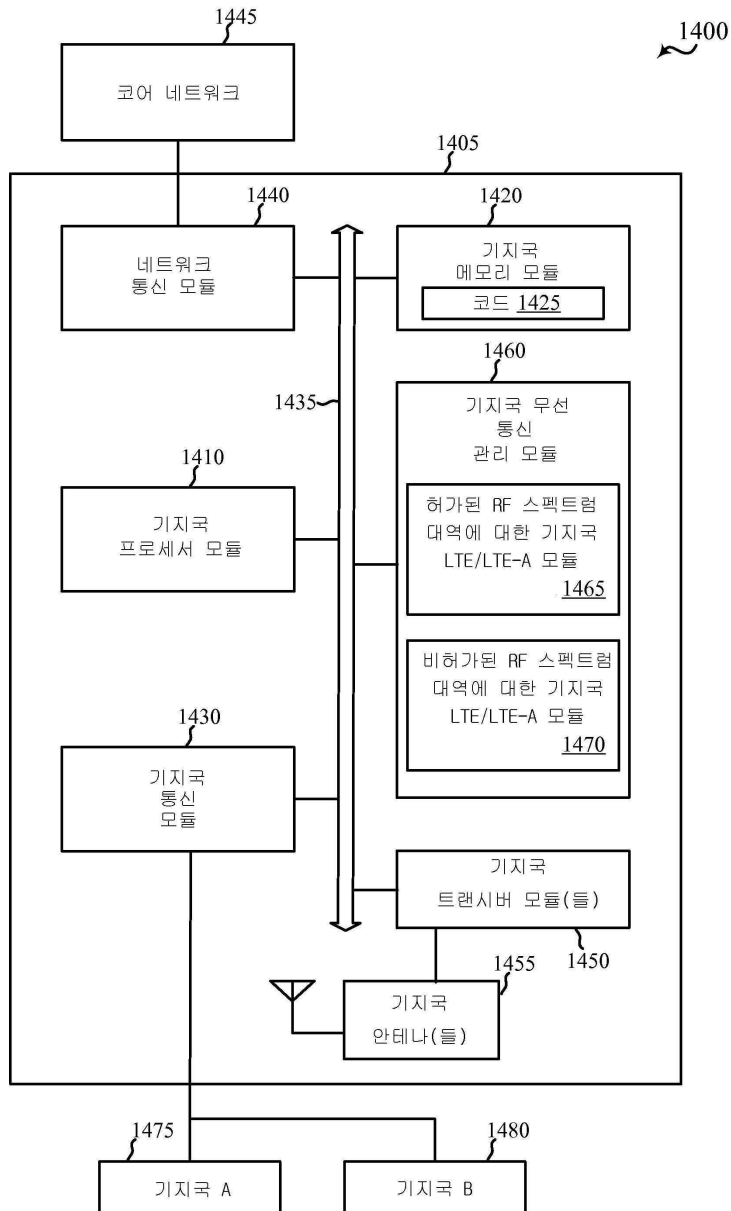 1445
1400
코어 네트워크
1405
1440
네트워크
통신 모듈
1420
기지국
메모리 모듈
코드 1425
1435
1460
기지국 무선
통신
관리 모듈
허가된 RF 스펙트럼
대역에 대한 기지국
LTE/LTE-A 모듈
1465
비허가된 RF 스펙트럼
대역에 대한 기지국
LTE/LTE-A 모듈
1470
1410
기지국
프로세서 모듈
1430
기지국
통신
모듈
기지국
트랜시버 모듈(들)
1450
1455
기지국
안테나(들)
1475
기지국 A
1480
기지국 B